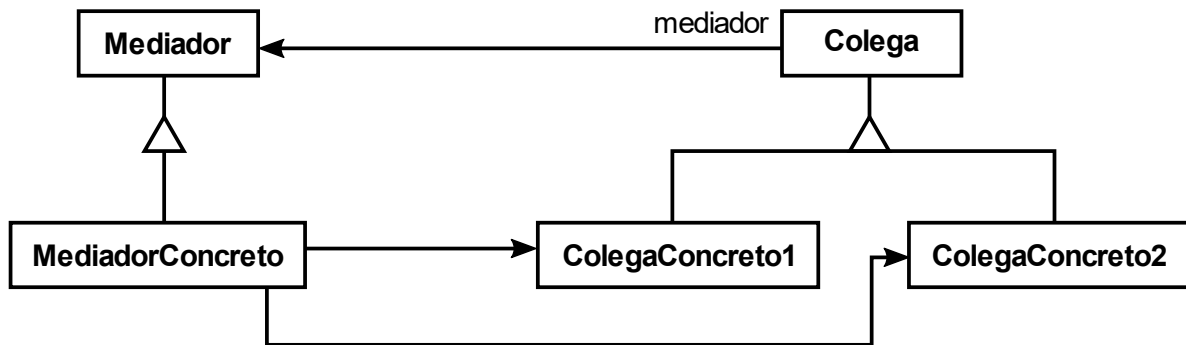 Mediador
mediador
Colega
MediadorConcreto
ColegaConcreto1
ColegaConcreto2